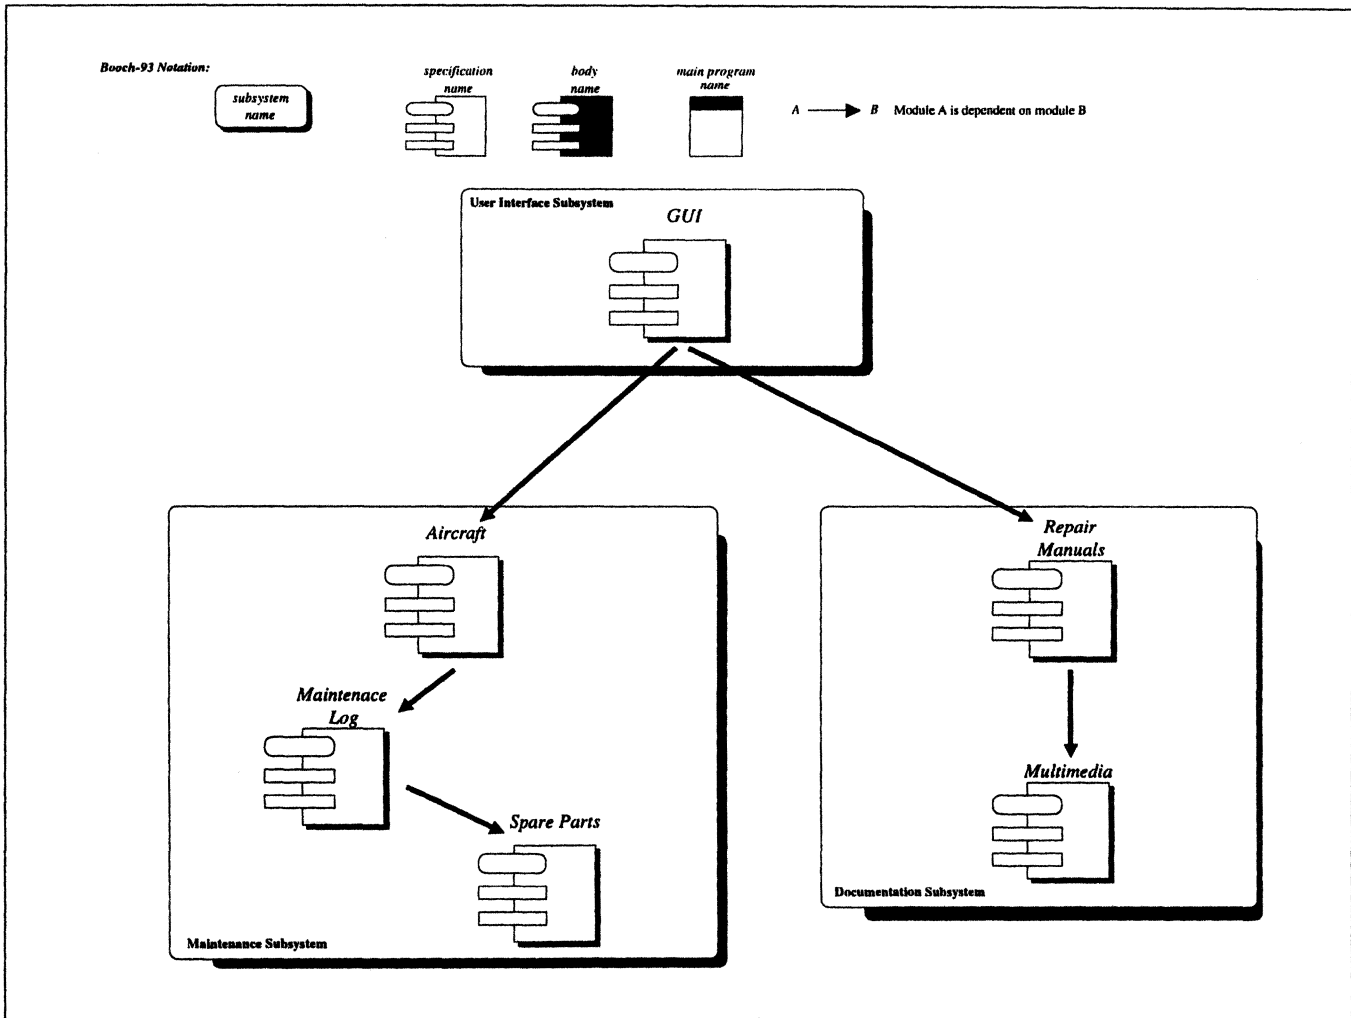 Booch-93 Notation:
subsystem
name
specification
name
body
name
main program
name
A B Module A is dependent on module B
User Interface Subsystem
GUI
Aircraft
Maintenace
Log
Spare Parts
Maintenance Subsystem
Repair
Manuals
Multimedia
Documentation Subsystem